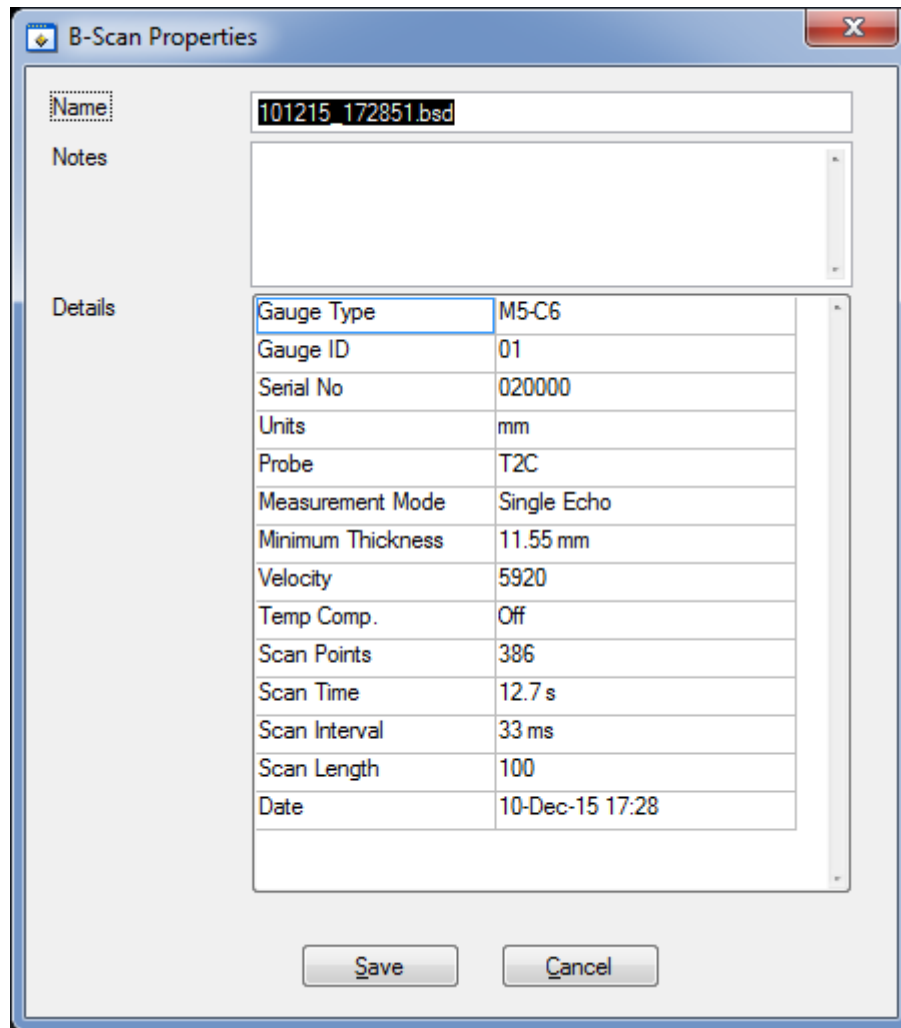 B-Scan Properties
Name 101215_172851.bsd
Notes
Details
Gauge Type M5-C6
Gauge ID 01
Serial No 020000
Units mm
Probe T2C
Measurement Mode Single Echo
Minimum Thickness 11.55 mm
Velocity 5920
Temp Comp. Off
Scan Points 386
Scan Time 12.7 s
Scan Interval 33 ms
Scan Length 100
Date 10-Dec-15 17:28
Save Cancel